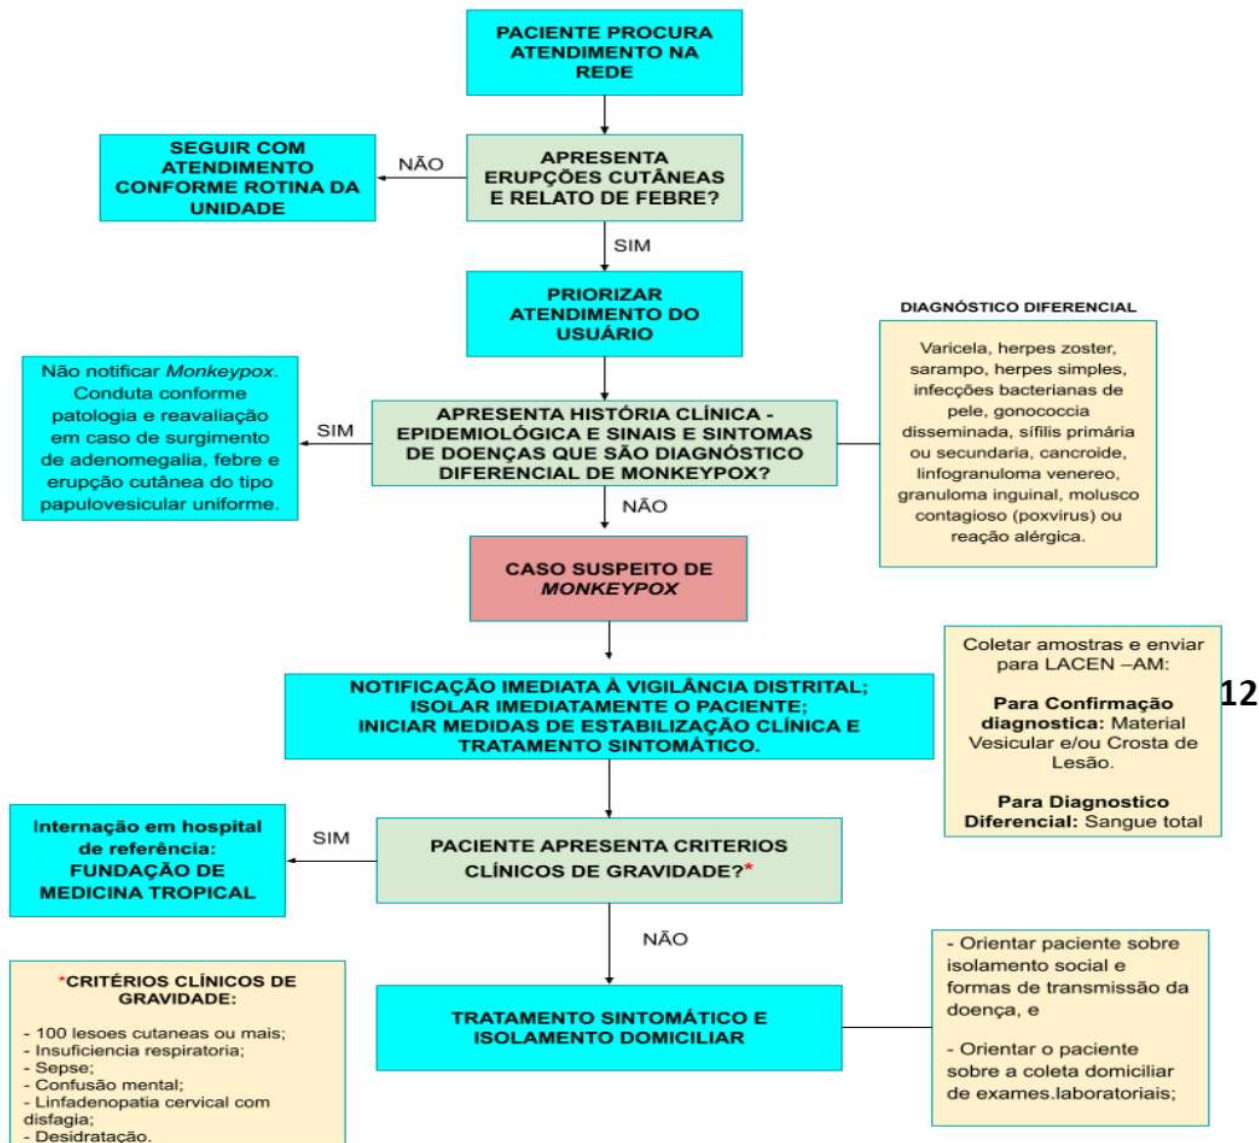 PACIENTE PROCURA
ATENDIMENTO NA
REDE
SEGUIR COM
ATENDIMENTO
CONFORME ROTINA DA
UNIDADE
NÃO
APRESENTA
ERUPÇÕES CUTÂNEAS
E RELATO DE FEBRE?
SIM
PRIORIZAR
ATENDIMENTO DO
USUÁRIO
DIAGNÓSTICO DIFERENCIAL
Varicela, herpes zoster,
sarampo, herpes simples,
infecções bacterianas de
pele, gonococcia
disseminada, sífilis primária
ou secundaria, cancroide,
linfogranuloma venereo,
granuloma inguinal, molusco
contagioso (poxvirus) ou
reação alérgica.
Não notificar Monkeypox.
Conduta conforme
patologia e reavaliação
em caso de surgimento
de adenomegalia, febre e
erupção cutânea do tipo
papulovesicular uniforme.
SIM
APRESENTA HISTÓRIA CLÍNICA -
EPIDEMIOLÓGICA E SINAIS E SINTOMAS
DE DOENÇAS QUE SÃO DIAGNÓSTICO
DIFERENCIAL DE MONKEYPOX?
NÃO
CASO SUSPEITO DE
MONKEYPOX
NOTIFICAÇÃO IMEDIATA À VIGILÂNCIA DISTRITAL;
ISOLAR IMEDIATAMENTE O PACIENTE;
INICIAR MEDIDAS DE ESTABILIZAÇÃO CLÍNICA E
TRATAMENTO SINTOMÁTICO.
Coletar amostras e enviar
para LACEN –AM:
Para Confirmação
diagnostica: Material
Vesicular e/ou Crosta de
Lesão.
Para Diagnostico
Diferencial: Sangue total
12
Internação em hospital
de referência:
FUNDAÇÃO DE
MEDICINA TROPICAL
SIM
PACIENTE APRESENTA CRITERIOS
CLÍNICOS DE GRAVIDADE?*
NÃO
*CRITÉRIOS CLÍNICOS DE
GRAVIDADE:
- 100 lesoes cutaneas ou mais;
- Insuficiencia respiratoria;
- Sepse;
- Confusão mental;
- Linfadenopatia cervical com
disfagia;
- Desidratação.
TRATAMENTO SINTOMÁTICO E
ISOLAMENTO DOMICILIAR
- Orientar paciente sobre
isolamento social e
formas de transmissão da
doença, e
- Orientar o paciente
sobre a coleta domiciliar
de exames.laboratoriais;